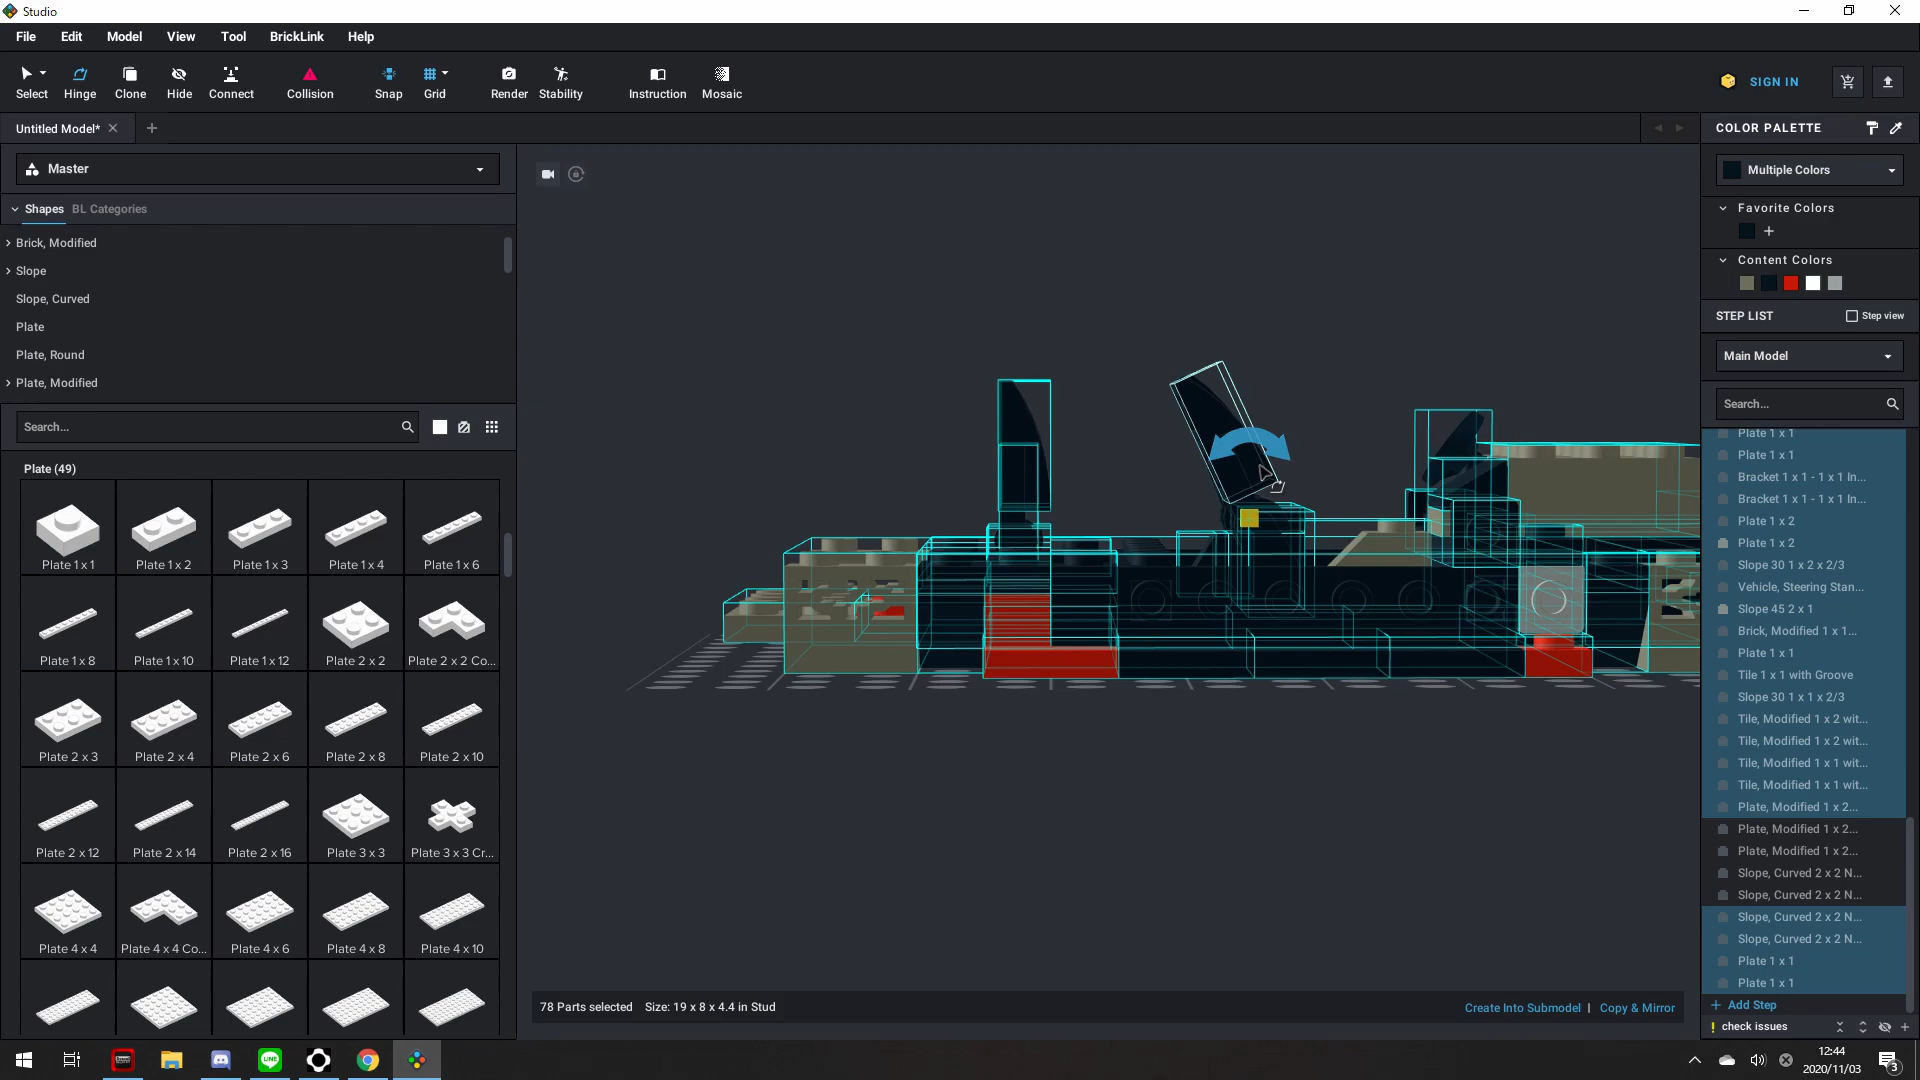 Studio
File Edit Model View Tool BrickLink Help
Select Hinge Clone Hide Connect Collision Snap Grid Render Stability Instruction Mosaic
SIGN IN
Untitled Model*
COLOR PALETTE
Master
Multiple Colors
Shapes BL Categories
Favorite Colors
Brick, Modified
Content Colors
Slope
Slope, Curved
STEP LIST Step view
Plate
Plate, Round
Main Model
Plate, Modified
Search...
Search...
Plate (49)
Plate 1 x 1 Plate 1 x 2 Plate 1 x 3 Plate 1 x 4 Plate 1 x 6
Plate 1 x 8 Plate 1 x 10 Plate 1 x 12 Plate 2 x 2 Plate 2 x 2 Co...
Plate 2 x 3 Plate 2 x 4 Plate 2 x 6 Plate 2 x 8 Plate 2 x 10
Plate 2 x 12 Plate 2 x 14 Plate 2 x 16 Plate 3 x 3 Plate 3 x 3 Cr...
Plate 4 x 4 Plate 4 x 4 Co... Plate 4 x 6 Plate 4 x 8 Plate 4 x 10
Plate 1 x 1
Plate 1 x 1
Bracket 1 x 1 - 1 x 1 In...
Bracket 1 x 1 - 1 x 1 In...
Plate 1 x 2
Plate 1 x 2
Slope 30 1 x 2 x 2/3
Vehicle, Steering Stan...
Slope 45 2 x 1
Brick, Modified 1 x 1...
Plate 1 x 1
Tile 1 x 1 with Groove
Slope 30 1 x 1 x 2/3
Tile, Modified 1 x 2 wit...
Tile, Modified 1 x 2 wit...
Tile, Modified 1 x 1 wit...
Tile, Modified 1 x 1 wit...
Plate, Modified 1 x 2...
Plate, Modified 1 x 2...
Plate, Modified 1 x 2...
Slope, Curved 2 x 2 N...
Slope, Curved 2 x 2 N...
Slope, Curved 2 x 2 N...
Slope, Curved 2 x 2 N...
Plate 1 x 1
Plate 1 x 1
+ Add Step
! check issues
78 Parts selected Size: 19 x 8 x 4.4 in Stud
Create Into Submodel | Copy & Mirror
LINE
12:44
2020/11/03
3